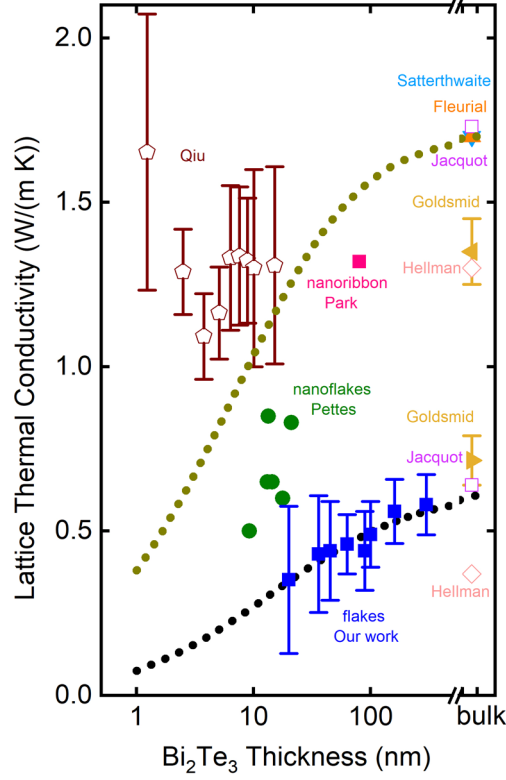 2.0
1.5
1.0
0.5
0.0
Lattice Thermal Conductivity (W/(m K))
Qiu
Satterthwaite
Fleurial
Jacquot
Goldsmid
Hellman
nanoribbon
Park
nanoflakes
Pettes
Goldsmid
Jacquot
Hellman
flakes
Our work
1
10
100
bulk
Bi₂Te₃ Thickness (nm)